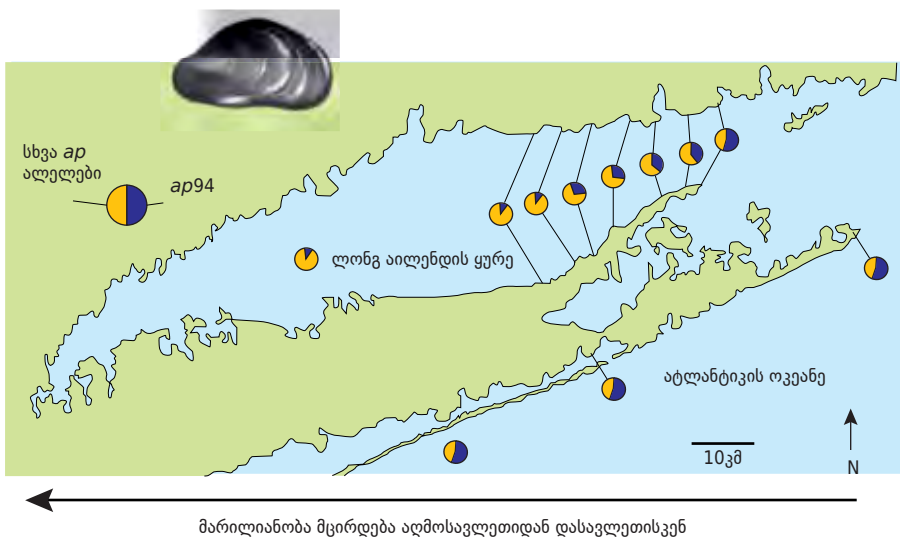 სხვა ap
ალელები
ap94
ლონგ აილენდის ყურე
ატლანტიკის ოკეანე
10კმ
N
მარილიანობა მცირდება აღმოსავლეთიდან დასავლეთისკენ